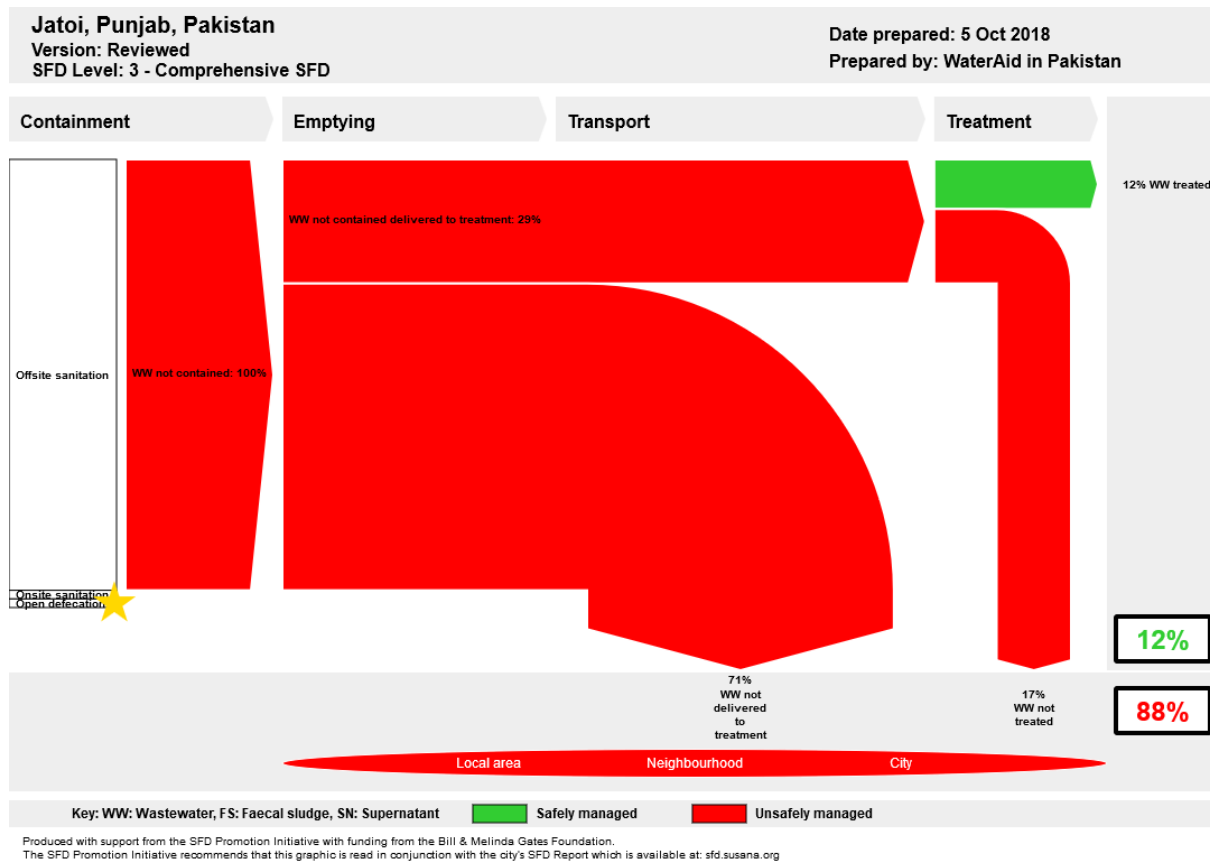 Jatoi, Punjab, Pakistan
Version: Reviewed
SFD Level: 3 - Comprehensive SFD
Date prepared: 5 Oct 2018
Prepared by: WaterAid in Pakistan
Containment
Emptying
Transport
Treatment
12% WW treated
WW not contained delivered to treatment: 29%
Offsite sanitation
WW not contained: 100%
Onsite sanitation
Open defecation
12%
71%
WW not
delivered
to
treatment
17%
WW not
treated
88%
Local area
Neighbourhood
City
Key: WW: Wastewater, FS: Faecal sludge, SN: Supernatant
Safely managed
Unsafely managed
Produced with support from the SFD Promotion Initiative with funding from the Bill & Melinda Gates Foundation.
The SFD Promotion Initiative recommends that this graphic is read in conjunction with the city's SFD Report which is available at: sfd.susana.org